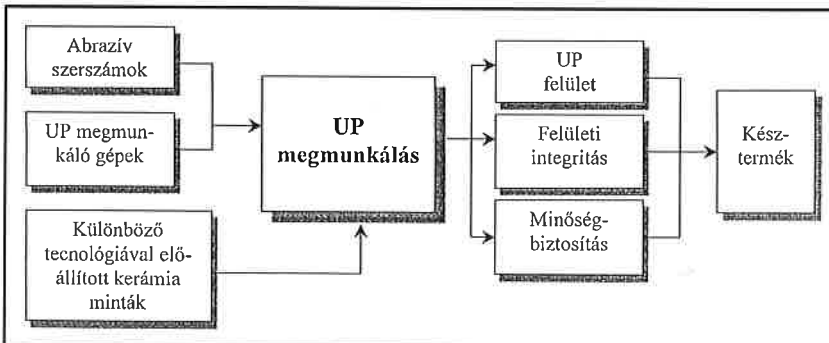 Abrazív
szerszámok
UP megmun-
káló gépek
Különböző
tecnológiával elő-
állított kerámia
minták
UP
megmunkálás
UP
felület
Felületi
integritás
Minőség-
biztosítás
Kész-
termék